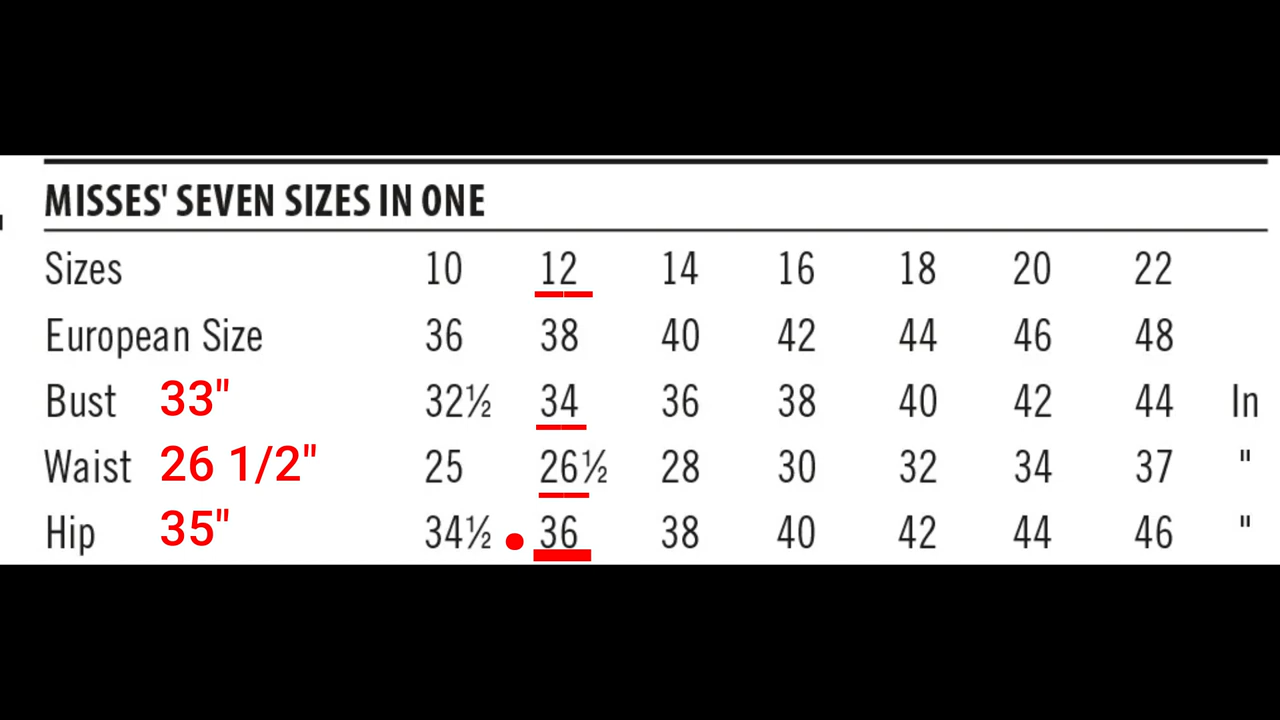 MISSES' SEVEN SIZES IN ONE
Sizes 10 12 14 16 18 20 22
European Size 36 38 40 42 44 46 48
Bust 33" 32½ 34 36 38 40 42 44 In
Waist 26 1/2" 25 26½ 28 30 32 34 37 "
Hip 35" 34½ 36 38 40 42 44 46 "